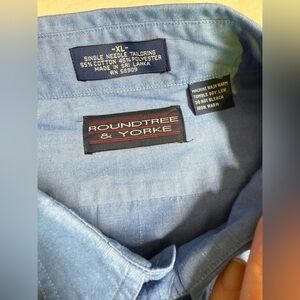 -XL-
SINGLE NEEDLE TAILORING
55% COTTON 45% POLYESTER
MADE IN SRI LANKA
RN 58909
ROUNDTREE
& YORKE
MACHINE WASH WARM
TUMBLE DRY LOW
DO NOT BLEACH
IRON WARM